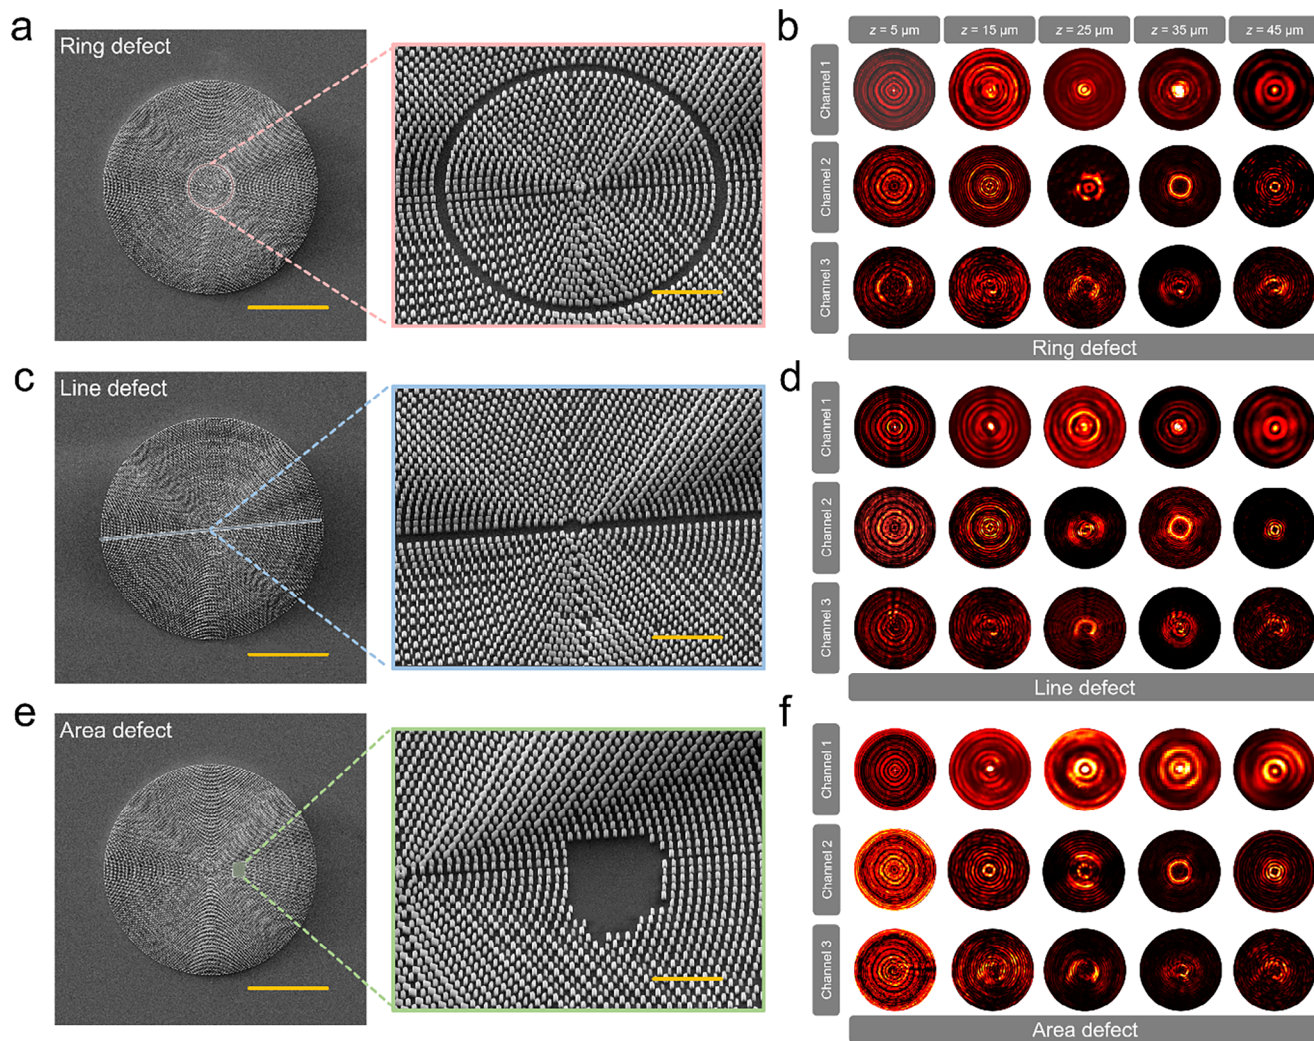 a
Ring defect
b
z = 5 μm
z = 15 μm
z = 25 μm
z = 35 μm
z = 45 μm
Channel 1
Channel 2
Channel 3
Ring defect
c
Line defect
d
Channel 1
Channel 2
Channel 3
Line defect
e
Area defect
f
Channel 1
Channel 2
Channel 3
Area defect